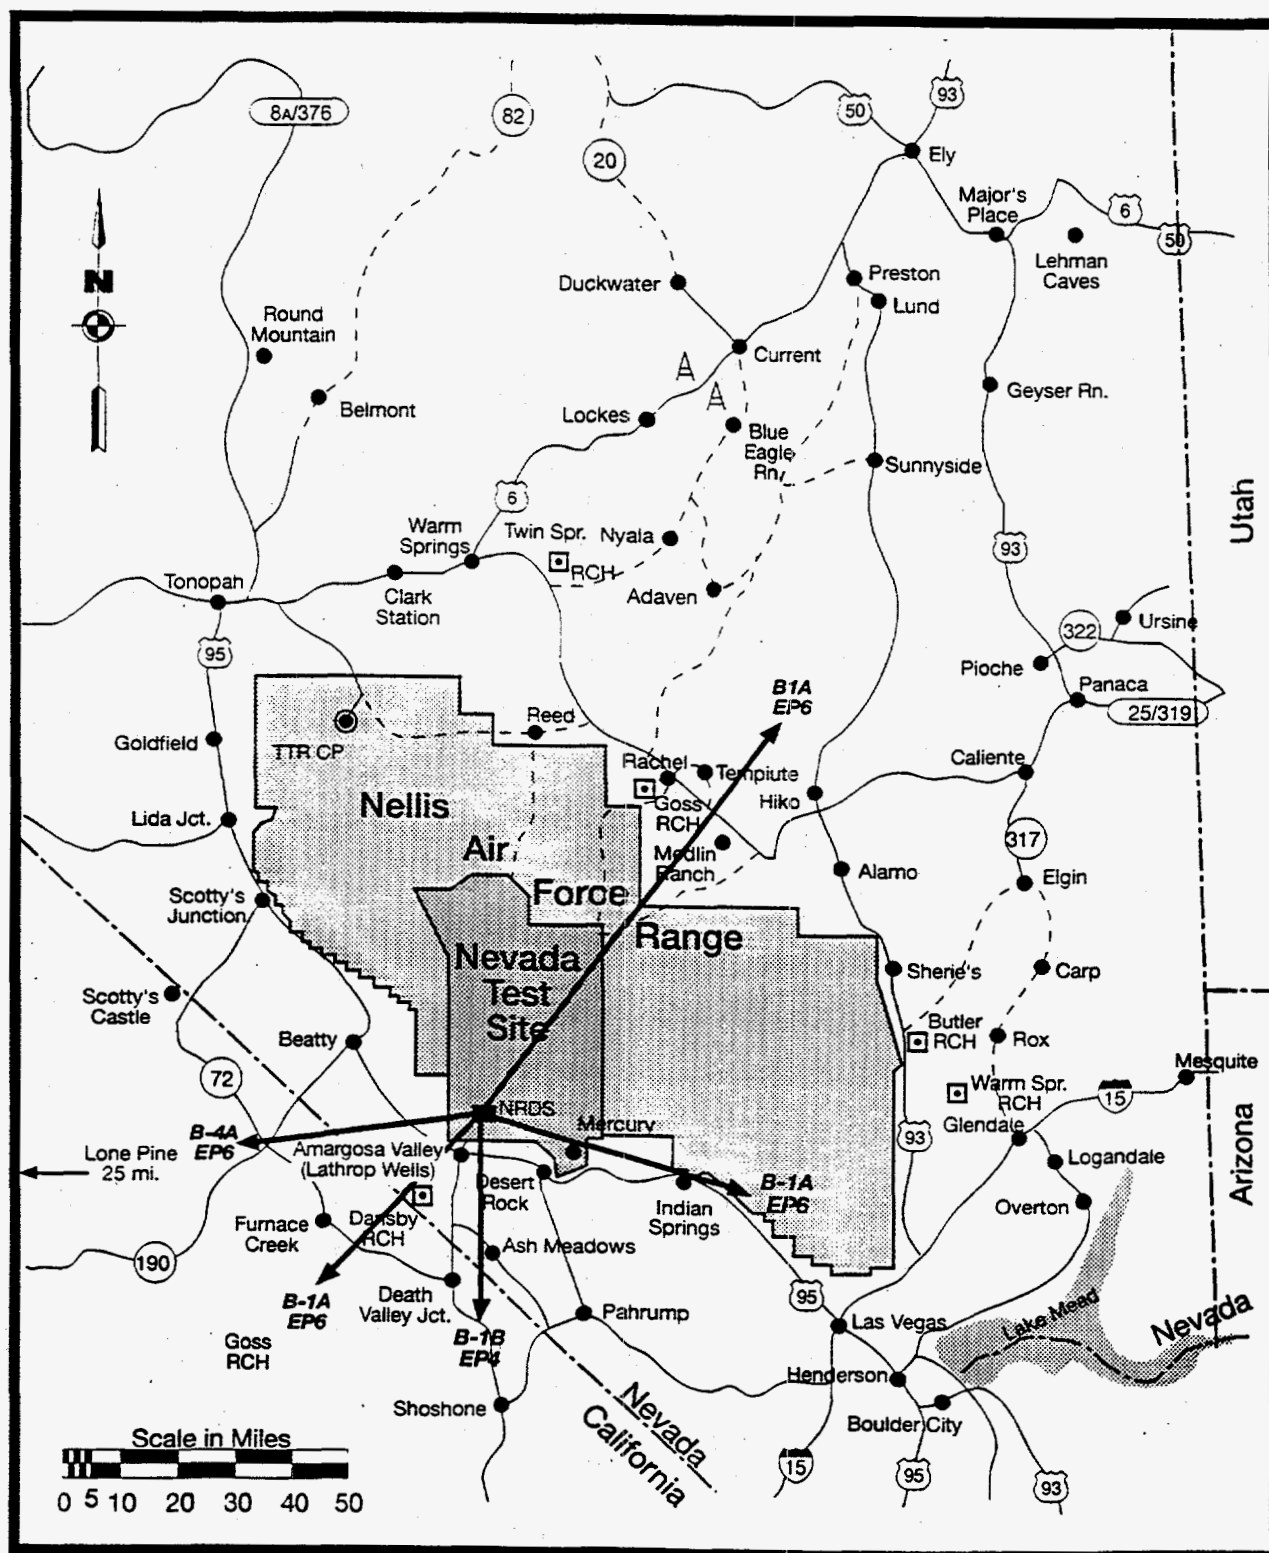 8A/376
82
20
50
93
Ely
Major's
Place
6
50
Lehman
Caves
N
Duckwater
Preston
Lund
Round
Mountain
Current
Belmont
Geyser Rn.
Lockes
Blue
Eagle
Rn.
Sunnyside
6
Utah
Warm
Springs
Twin Spr.
RCH
Nyala
93
Tonopah
Clark
Station
Adaven
322
Ursine
95
Pioche
Panaca
25/319
B1A
EP6
Reed
Goldfield
TTR CP
Rachel
Tempiute
Caliente
Nellis
Goss
RCH
Hiko
Lida Jct.
Air
Medlin
Ranch
317
Alamo
Elgin
Scotty's
Junction
Force
Range
Nevada
Test
Site
Sherie's
Carp
Scotty's
Castle
Beatty
Butler
RCH
Rox
72
Warm Spr.
RCH
15
Mesquite
NRDS
Mercury
Glendale
93
B-4A
EP6
Lone Pine
25 mi.
Amargosa Valley
(Lathrop Wells)
Logandale
Arizona
Desert
Rock
B-1A
EP6
Indian
Springs
Overton
Furnace
Creek
Dansby
RCH
Ash Meadows
190
B-1A
EP6
Death
Valley Jct.
95
Pahrump
Las Vegas
Lake Mead
Nevada
Goss
RCH
B-1B
EP4
Henderson
Shoshone
Boulder City
Nevada
California
15
95
93
Scale in Miles
0 5 10 20 30 40 50